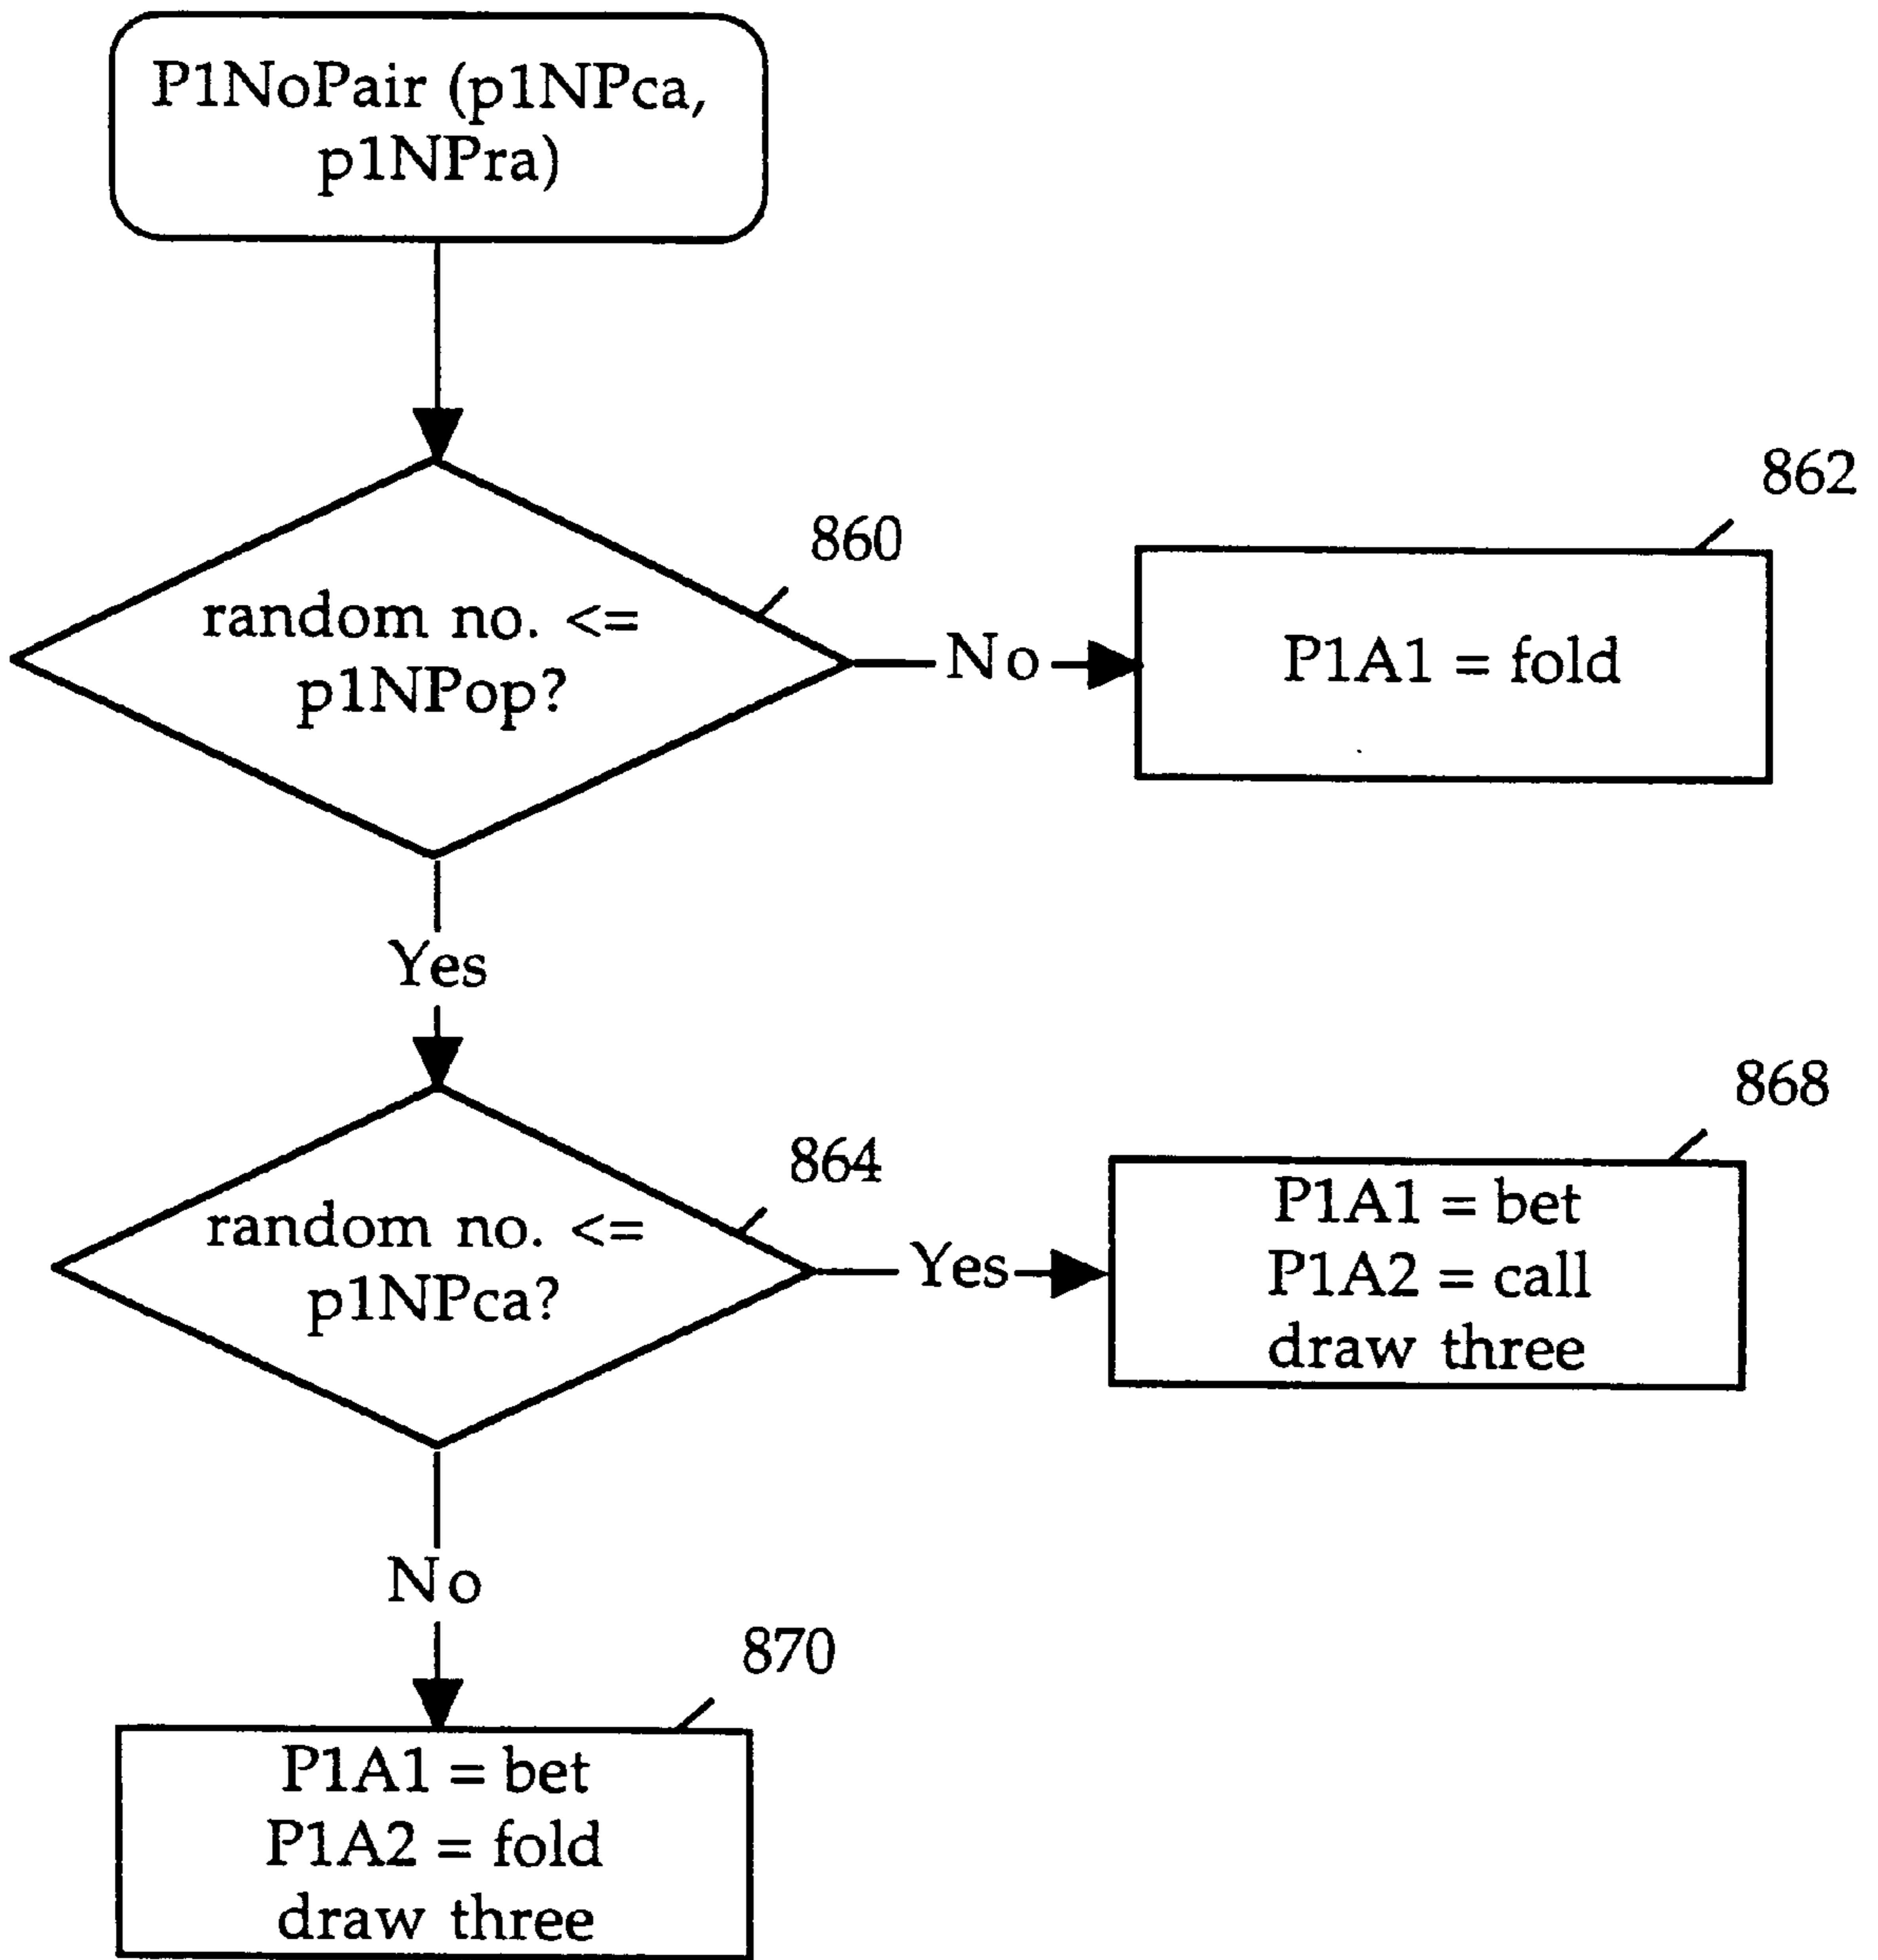 P1NoPair (p1NPca,
p1NPra)
860
random no. <=
p1NPop?
No
862
P1A1 = fold
Yes
864
random no. <=
p1NPca?
Yes
868
P1A1 = bet
P1A2 = call
draw three
No
870
P1A1 = bet
P1A2 = fold
draw three